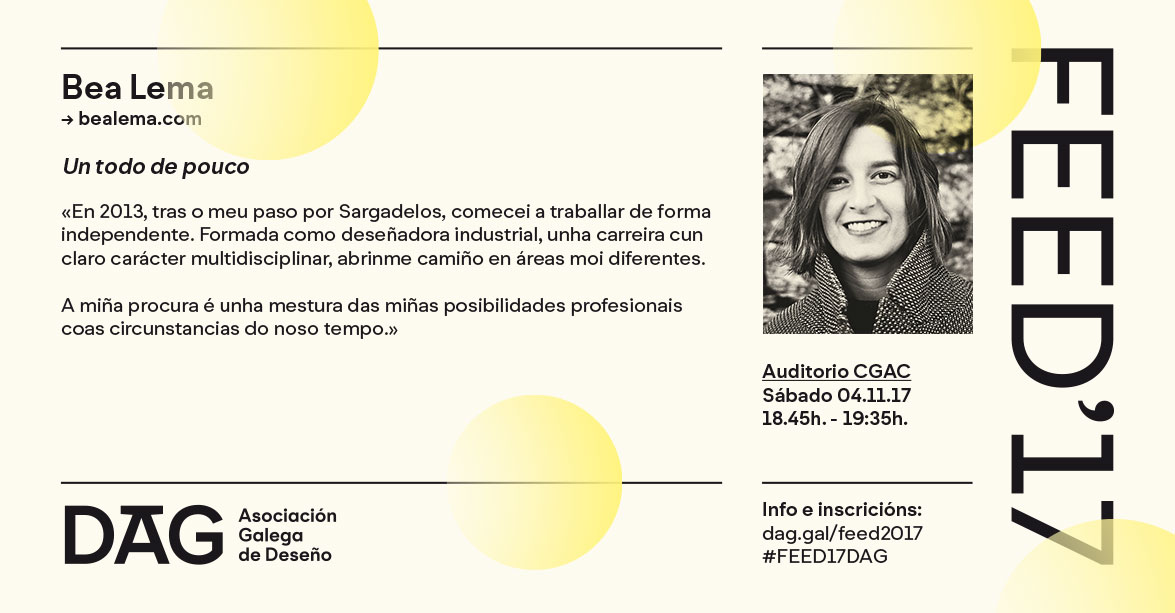 Bea Lema
→ bealema.com
Un todo de pouco
«En 2013, tras o meu paso por Sargadelos, comecei a traballar de forma
independente. Formada como deseñadora industrial, unha carreira cun
claro carácter multidisciplinar, abrinme camiño en áreas moi diferentes.
A miña procura é unha mestura das miñas posibilidades profesionais
coas circunstancias do noso tempo.»
Auditorio CGAC
Sábado 04.11.17
18.45h. - 19:35h.
FEED'17
DAG
Asociación
Galega
de Deseño
Info e inscricións:
dag.gal/feed2017
#FEED17DAG